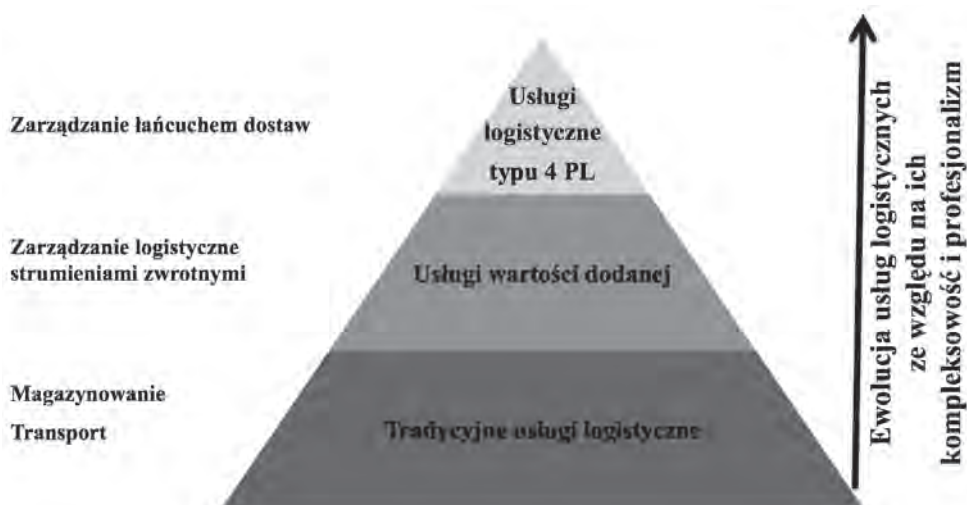 Usługi
logistyczne
typu 4 PL
Zarządzanie łańcuchem dostaw
Zarządzanie logistyczne
strumieniami zwrotnymi
Usługi wartości dodanej
Magazynowanie
Transport
Tradycyjne usługi logistyczne
Ewolucja usług logistycznych
ze względu na ich
kompleksowość i profesjonalizm